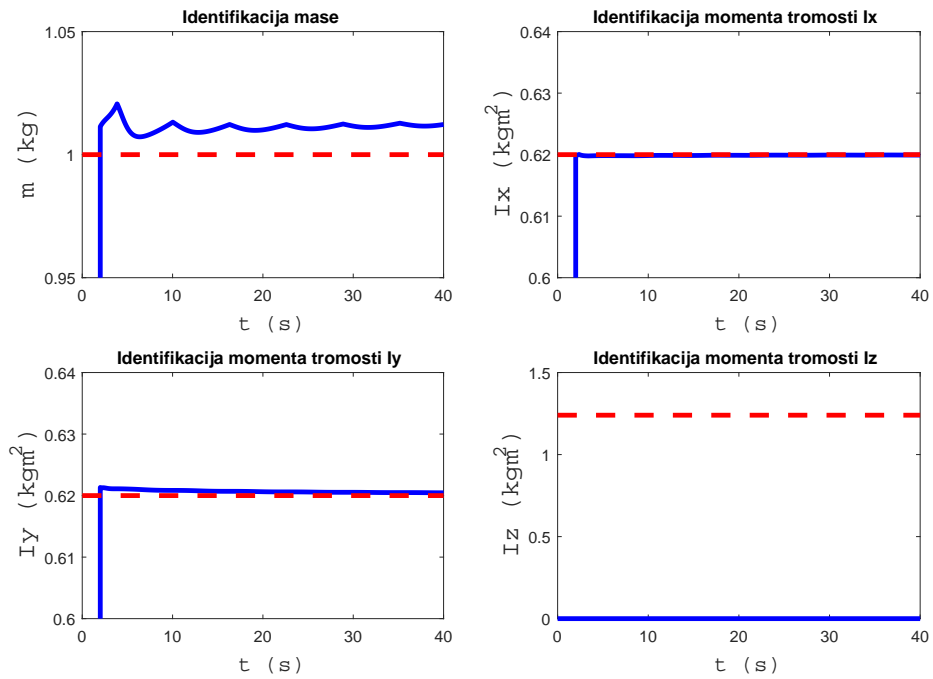 Identifikacija mase
1.05
1
0.95
m (kg)
0 10 20 30 40
t (s)
Identifikacija momenta tromosti Ix
0.64
0.63
0.62
0.61
0.6
Ix (kgm²)
0 10 20 30 40
t (s)
Identifikacija momenta tromosti Iy
0.64
0.63
0.62
0.61
0.6
Iy (kgm²)
0 10 20 30 40
t (s)
Identifikacija momenta tromosti Iz
1.5
1
0.5
0
Iz (kgm²)
0 10 20 30 40
t (s)